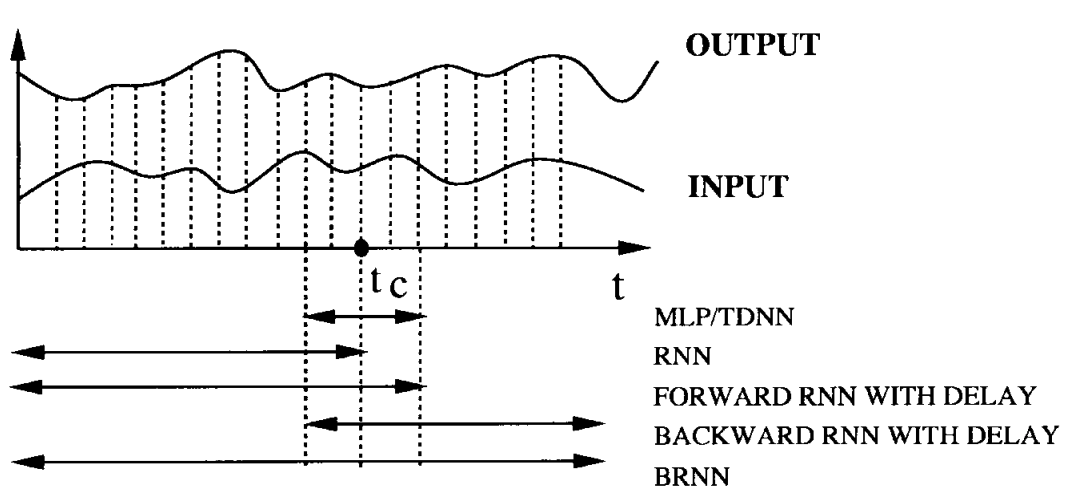 OUTPUT
INPUT
t c
t
MLP/TDNN
RNN
FORWARD RNN WITH DELAY
BACKWARD RNN WITH DELAY
BRNN